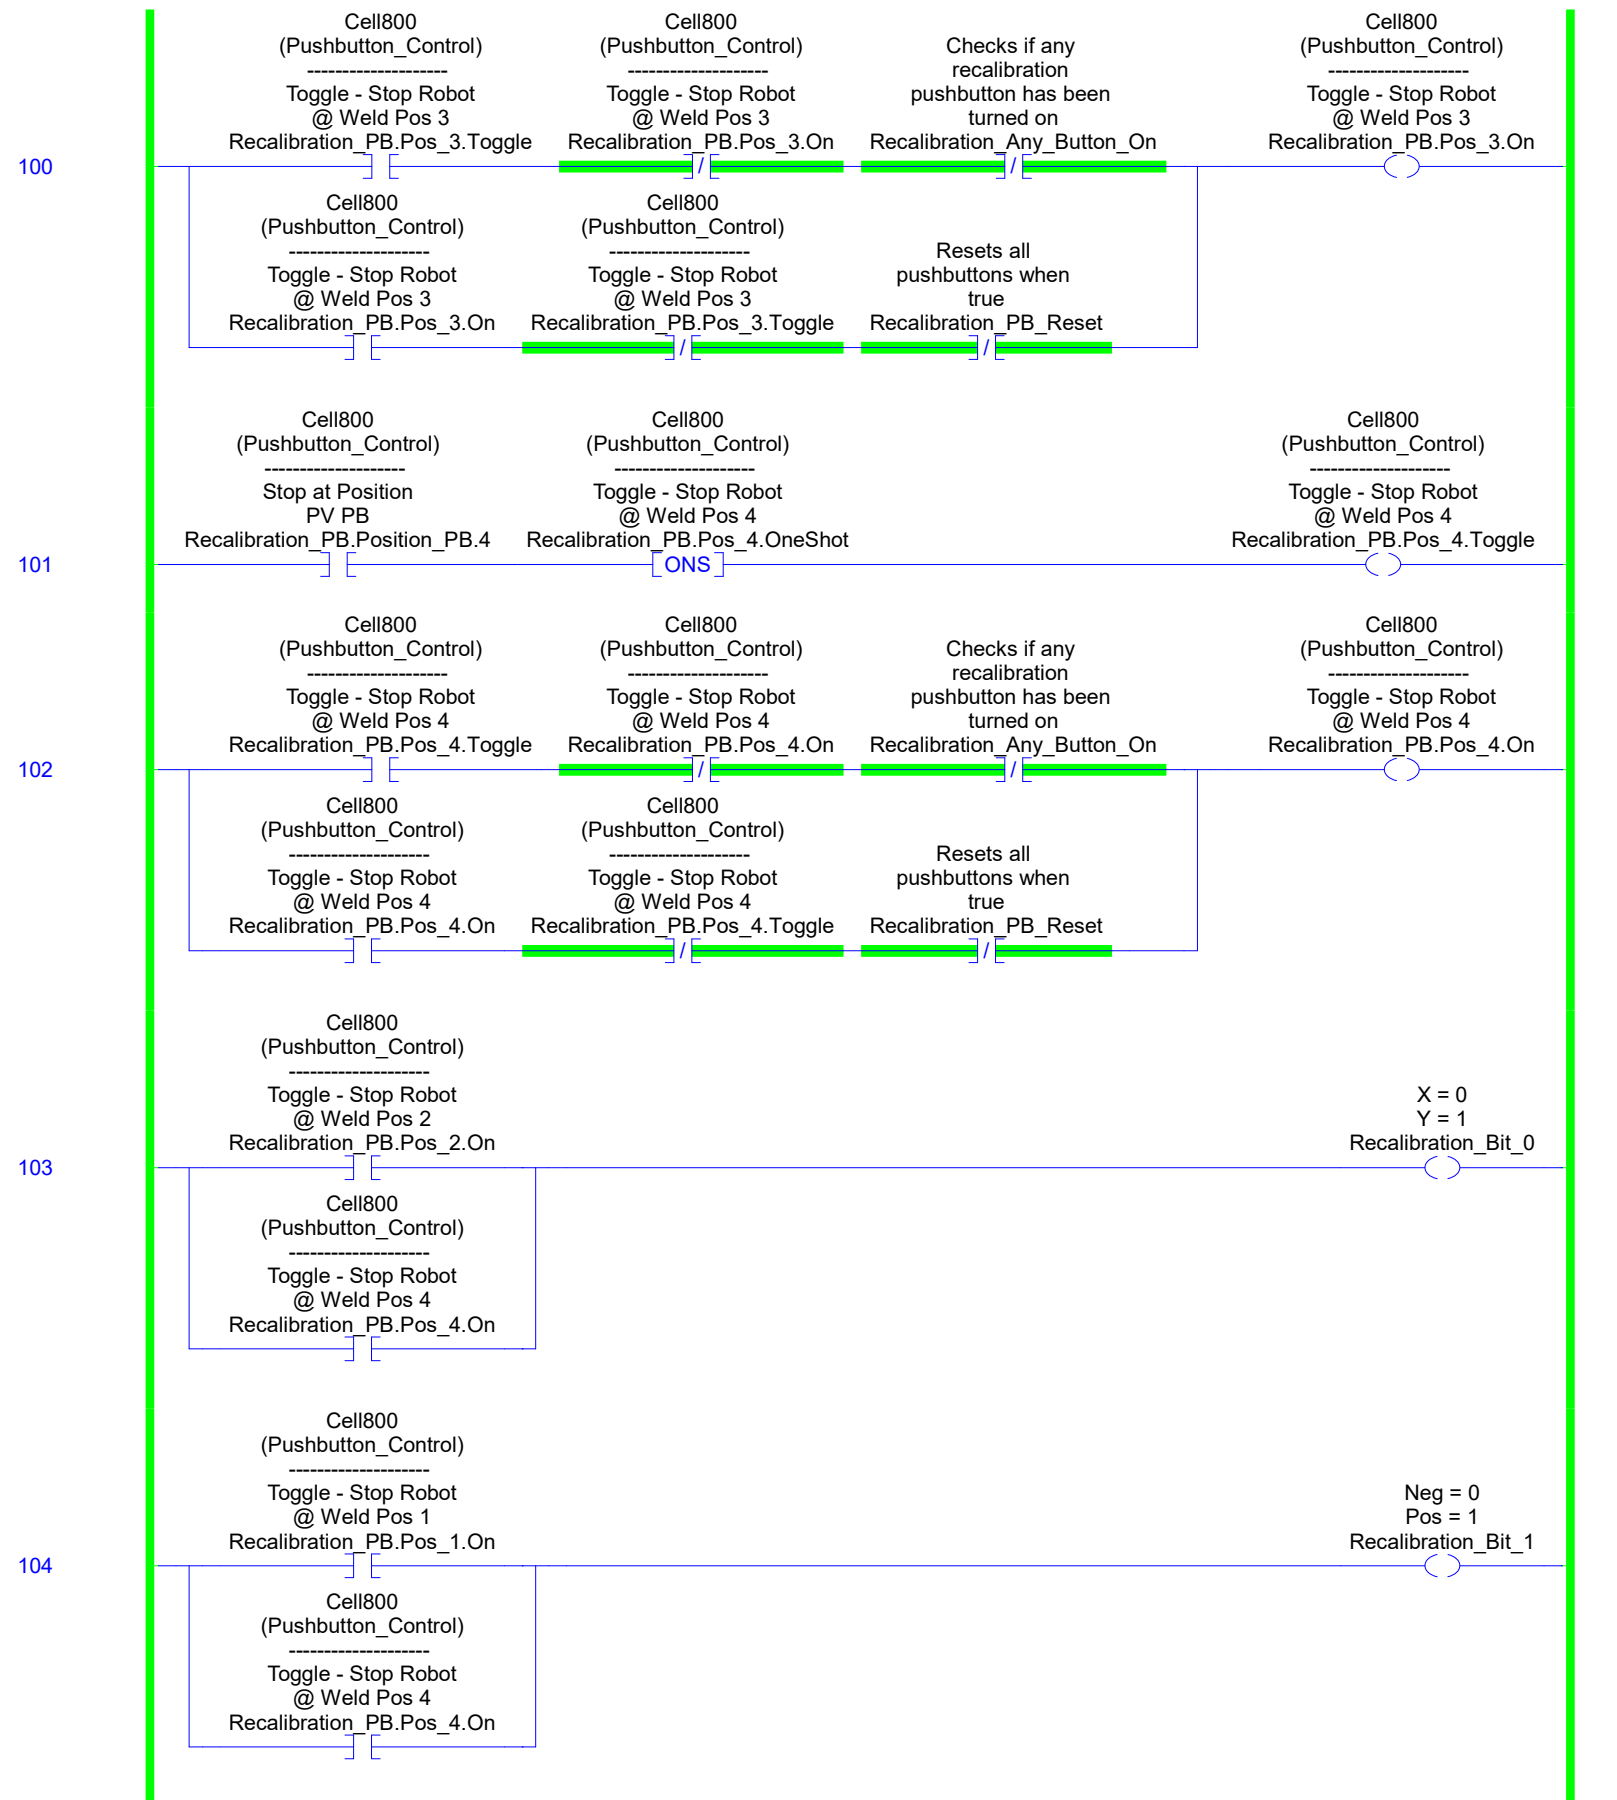 Cell800
(Pushbutton_Control)
--------------------
Toggle - Stop Robot
@ Weld Pos 3
Recalibration_PB.Pos_3.Toggle
Cell800
(Pushbutton_Control)
--------------------
Toggle - Stop Robot
@ Weld Pos 3
Recalibration_PB.Pos_3.On
Checks if any
recalibration
pushbutton has been
turned on
Recalibration_Any_Button_On
Cell800
(Pushbutton_Control)
--------------------
Toggle - Stop Robot
@ Weld Pos 3
Recalibration_PB.Pos_3.On
100
/
/
Cell800
(Pushbutton_Control)
--------------------
Toggle - Stop Robot
@ Weld Pos 3
Recalibration_PB.Pos_3.On
Cell800
(Pushbutton_Control)
--------------------
Toggle - Stop Robot
@ Weld Pos 3
Recalibration_PB.Pos_3.Toggle
Resets all
pushbuttons when
true
Recalibration_PB_Reset
/
/
Cell800
(Pushbutton_Control)
--------------------
Stop at Position
PV PB
Recalibration_PB.Position_PB.4
Cell800
(Pushbutton_Control)
--------------------
Toggle - Stop Robot
@ Weld Pos 4
Recalibration_PB.Pos_4.OneShot
Cell800
(Pushbutton_Control)
--------------------
Toggle - Stop Robot
@ Weld Pos 4
Recalibration_PB.Pos_4.Toggle
101
ONS
Cell800
(Pushbutton_Control)
--------------------
Toggle - Stop Robot
@ Weld Pos 4
Recalibration_PB.Pos_4.Toggle
Cell800
(Pushbutton_Control)
--------------------
Toggle - Stop Robot
@ Weld Pos 4
Recalibration_PB.Pos_4.On
Checks if any
recalibration
pushbutton has been
turned on
Recalibration_Any_Button_On
Cell800
(Pushbutton_Control)
--------------------
Toggle - Stop Robot
@ Weld Pos 4
Recalibration_PB.Pos_4.On
102
/
/
Cell800
(Pushbutton_Control)
--------------------
Toggle - Stop Robot
@ Weld Pos 4
Recalibration_PB.Pos_4.On
Cell800
(Pushbutton_Control)
--------------------
Toggle - Stop Robot
@ Weld Pos 4
Recalibration_PB.Pos_4.Toggle
Resets all
pushbuttons when
true
Recalibration_PB_Reset
/
/
Cell800
(Pushbutton_Control)
--------------------
Toggle - Stop Robot
@ Weld Pos 2
Recalibration_PB.Pos_2.On
X = 0
Y = 1
Recalibration_Bit_0
103
Cell800
(Pushbutton_Control)
--------------------
Toggle - Stop Robot
@ Weld Pos 4
Recalibration_PB.Pos_4.On
Cell800
(Pushbutton_Control)
--------------------
Toggle - Stop Robot
@ Weld Pos 1
Recalibration_PB.Pos_1.On
Neg = 0
Pos = 1
Recalibration_Bit_1
104
Cell800
(Pushbutton_Control)
--------------------
Toggle - Stop Robot
@ Weld Pos 4
Recalibration_PB.Pos_4.On